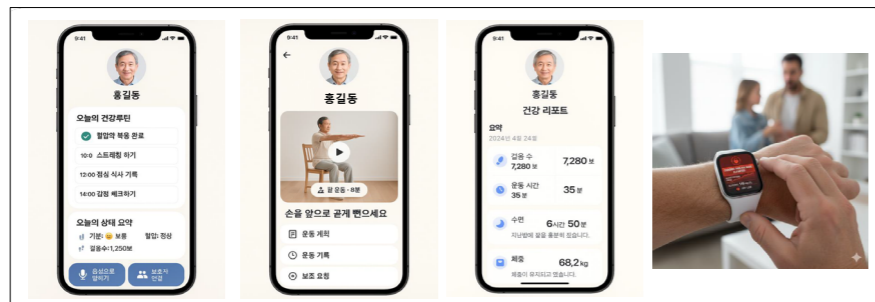 9:41
홍길동
오늘의 건강루틴
혈압약 복용 완료
10:0 스트레칭 하기
12:00 점심 식사 기록
14:00 감정 체크하기
오늘의 상태 요약
기분: 보통 혈압: 정상
걸음수:1,250보
음성으로
말하기
보호자
연결
9:41
홍길동
팔 운동 - 8분
손을 앞으로 곧게 뻗으세요
운동 계획
운동 기록
보조 요청
9:41
홍길동
건강 리포트
요약
2024년 4월 24일
걸음 수
7,280 보
7,280 보
운동 시간
35 분
35 분
수면
6시간 50 분
체중
68,2 kg